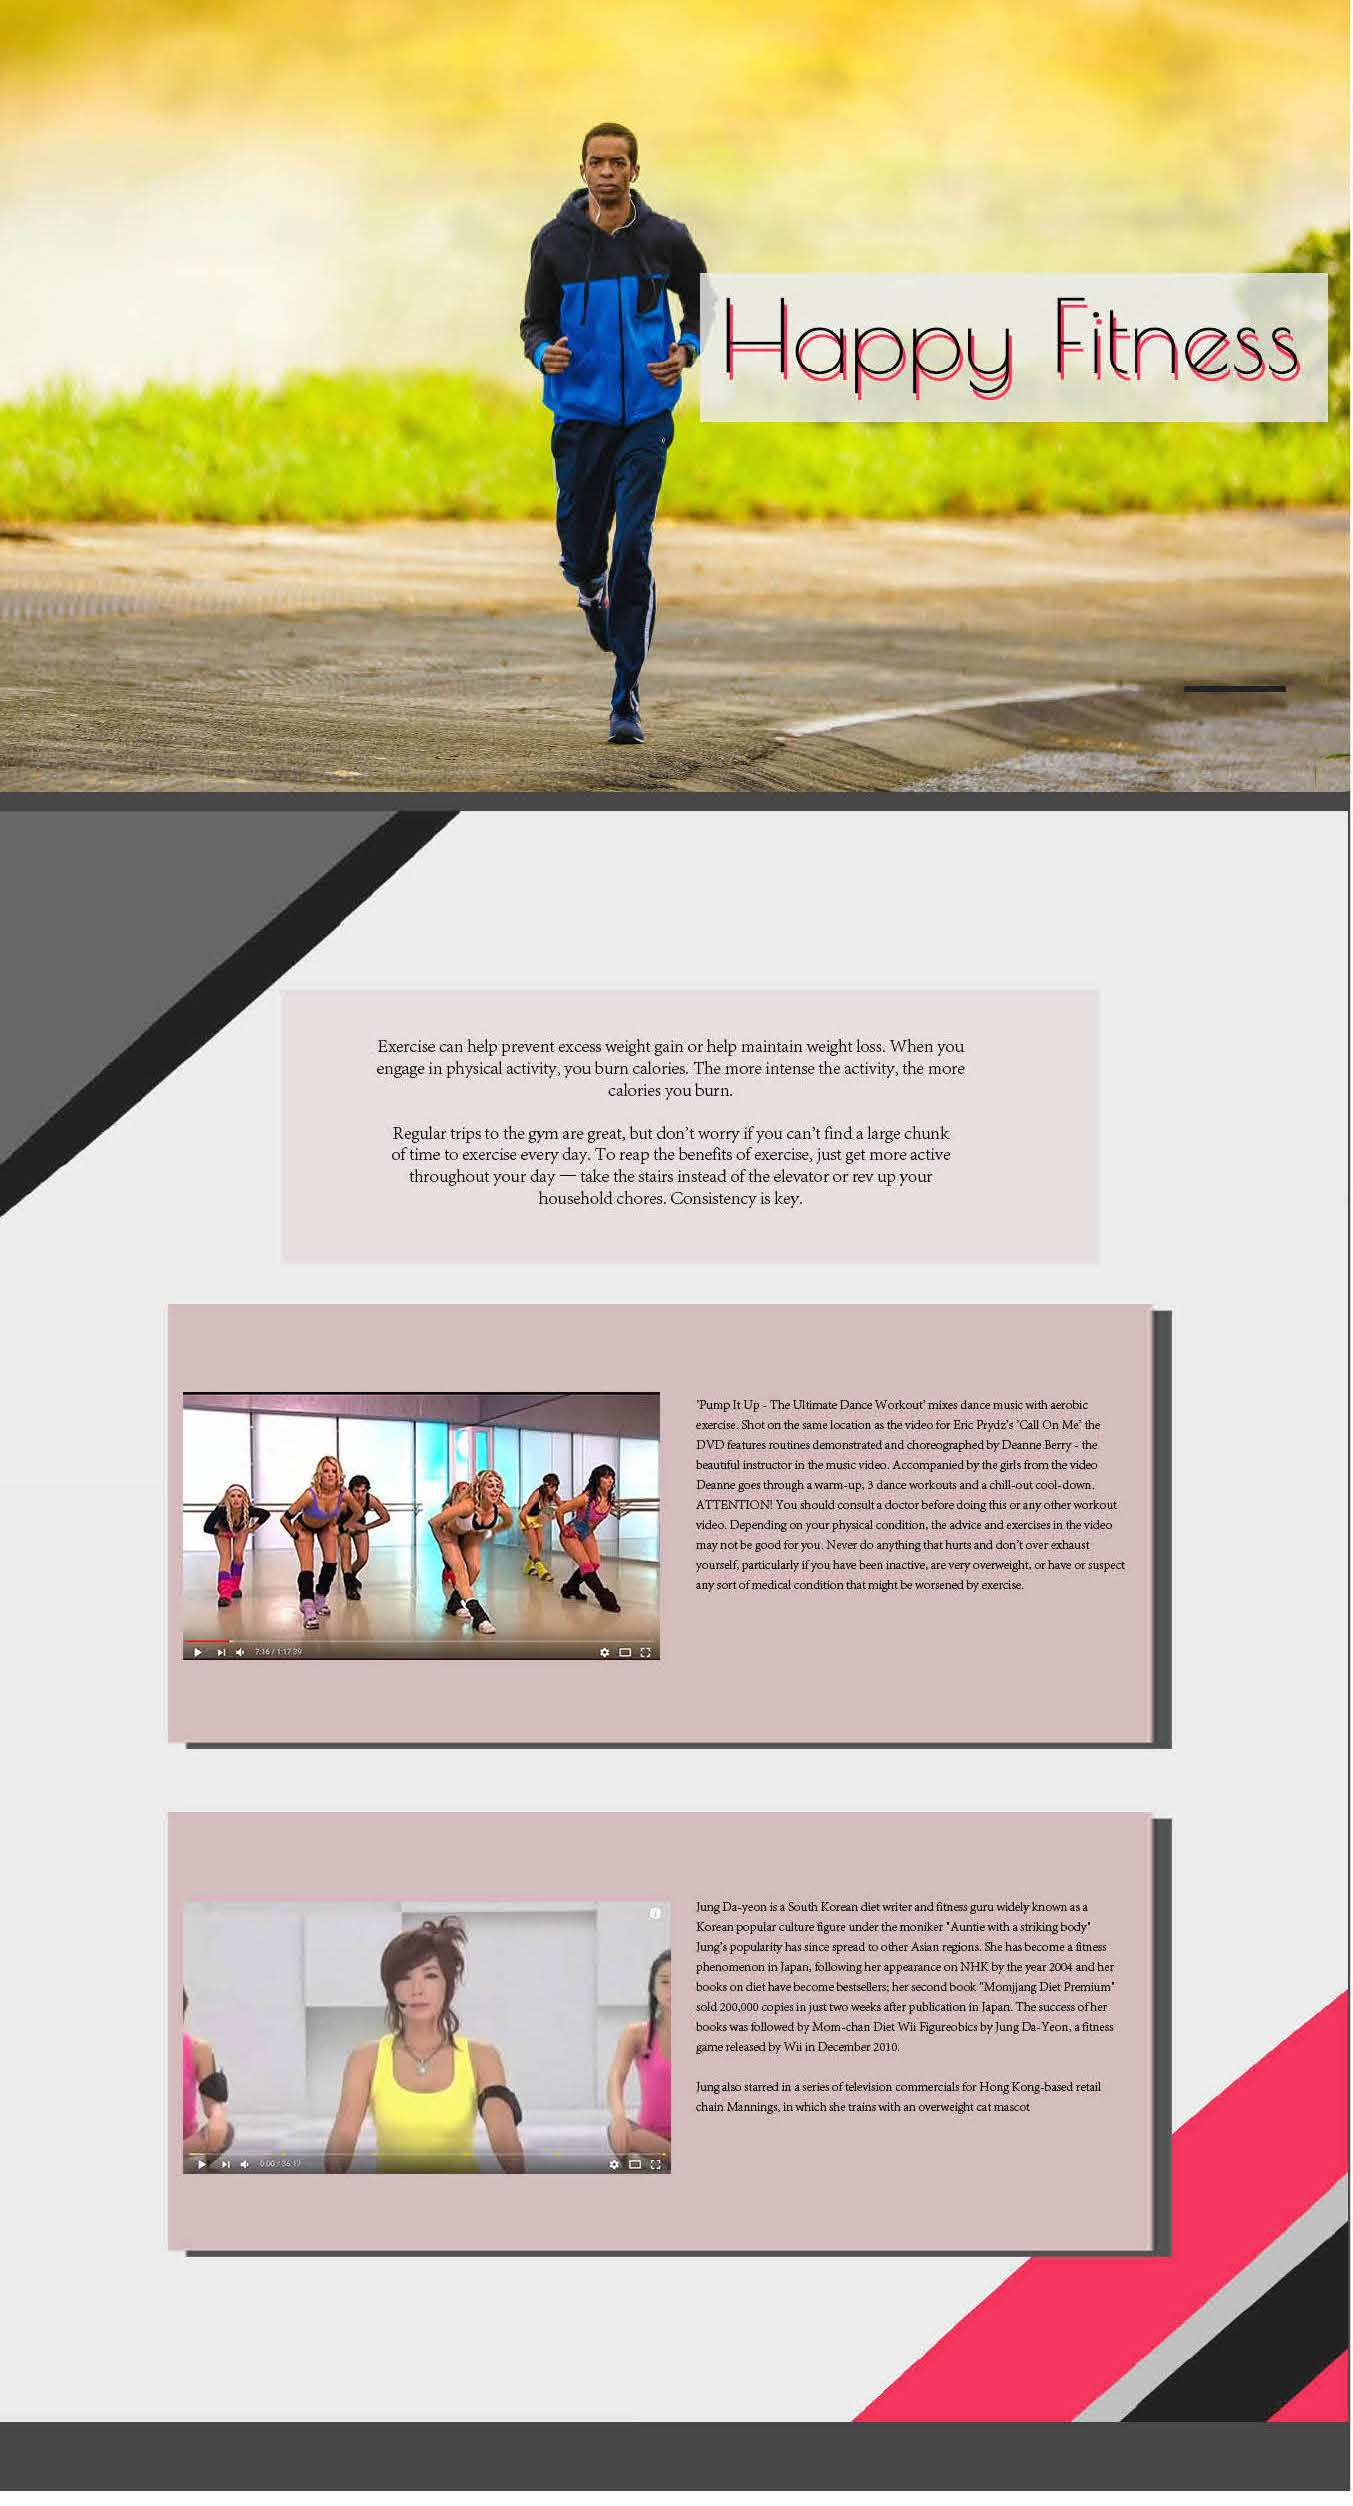 Happy Fitness
Exercise can help prevent excess weight gain or help maintain weight loss. When you
engage in physical activity, you burn calories. The more intense the activity, the more
calories you burn.
Regular trips to the gym are great, but don't worry if you can't find a large chunk
of time to exercise every day. To reap the benefits of exercise, just get more active
throughout your day — take the stairs instead of the elevator or rev up your
household chores. Consistency is key.
'Pump It Up - The Ultimate Dance Workout' mixes dance music with aerobic
exercise. Shot on the same location as the video for Eric Prydz's 'Call On Me' the
DVD features routines demonstrated and choreographed by Deanne Berry - the
beautiful instructor in the music video. Accompanied by the girls from the video
Deanne goes through a warm-up, 3 dance workouts and a chill-out cool-down.
ATTENTION! You should consult a doctor before doing this or any other workout
video. Depending on your physical condition, the advice and exercises in the video
may not be good for you. Never do anything that hurts and don't over exhaust
yourself, particularly if you have been inactive, are very overweight, or have or suspect
any sort of medical condition that might be worsened by exercise.
7:16 / 1:17:39
Jung Da-yeon is a South Korean diet writer and fitness guru widely known as a
Korean popular culture figure under the moniker "Auntie with a striking body"
Jung's popularity has since spread to other Asian regions. She has become a fitness
phenomenon in Japan, following her appearance on NHK by the year 2004 and her
books on diet have become bestsellers; her second book "Momjjang Diet Premium"
sold 200,000 copies in just two weeks after publication in Japan. The success of her
books was followed by Mom-chan Diet Wii Figureobics by Jung Da-Yeon, a fitness
game released by Wii in December 2010.
Jung also starred in a series of television commercials for Hong Kong-based retail
chain Mannings, in which she trains with an overweight cat mascot
0:00 / 36:17